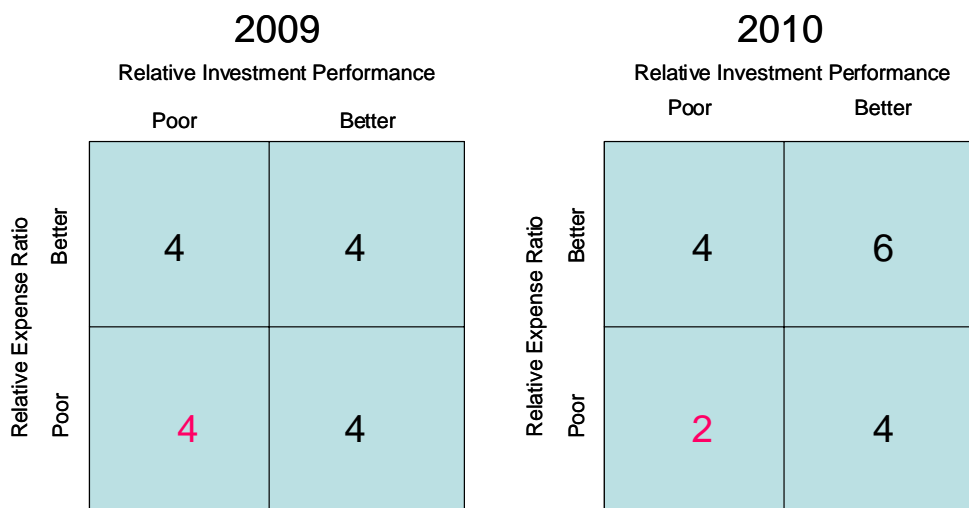 2009
Relative Investment Performance
Poor Better
Relative Expense Ratio
Better
4 4
Poor
4 4
2010
Relative Investment Performance
Poor Better
Relative Expense Ratio
Better
4 6
Poor
2 4